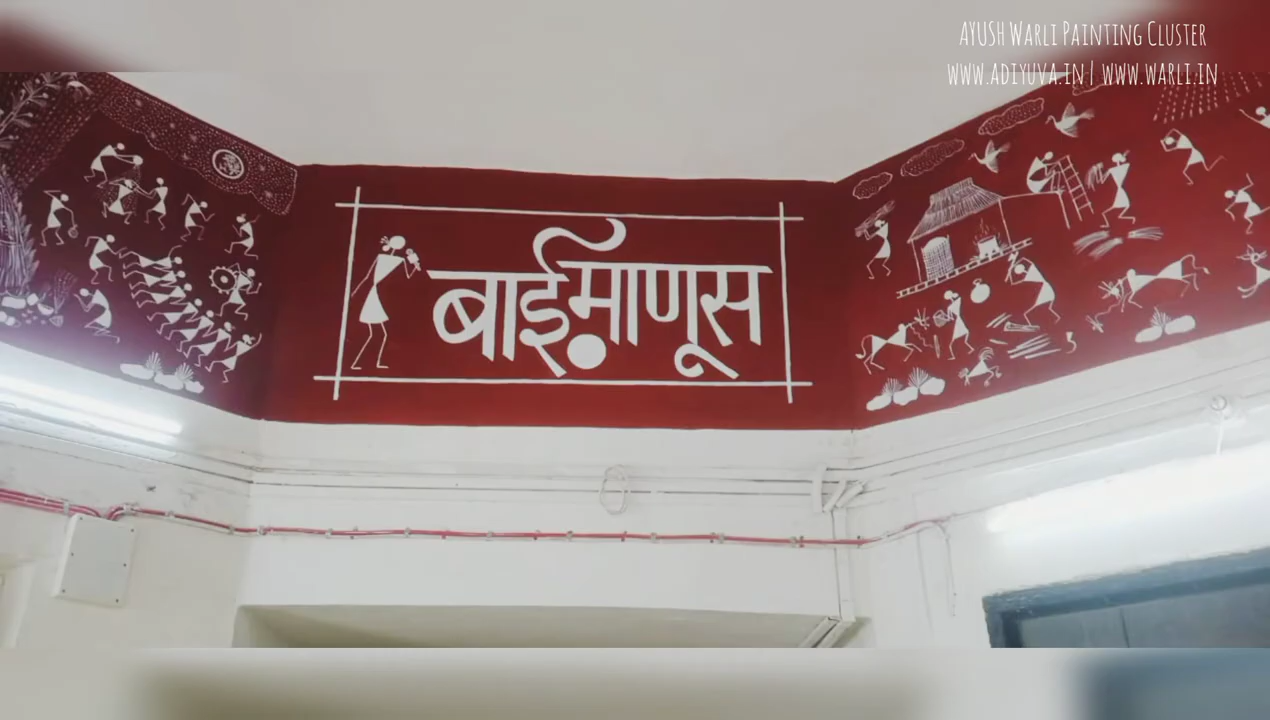 AYUSH WARLI PAINTING CLUSTER
WWW.ADIYUVA.IN | WWW.WARLI.IN
बाईमाणूस